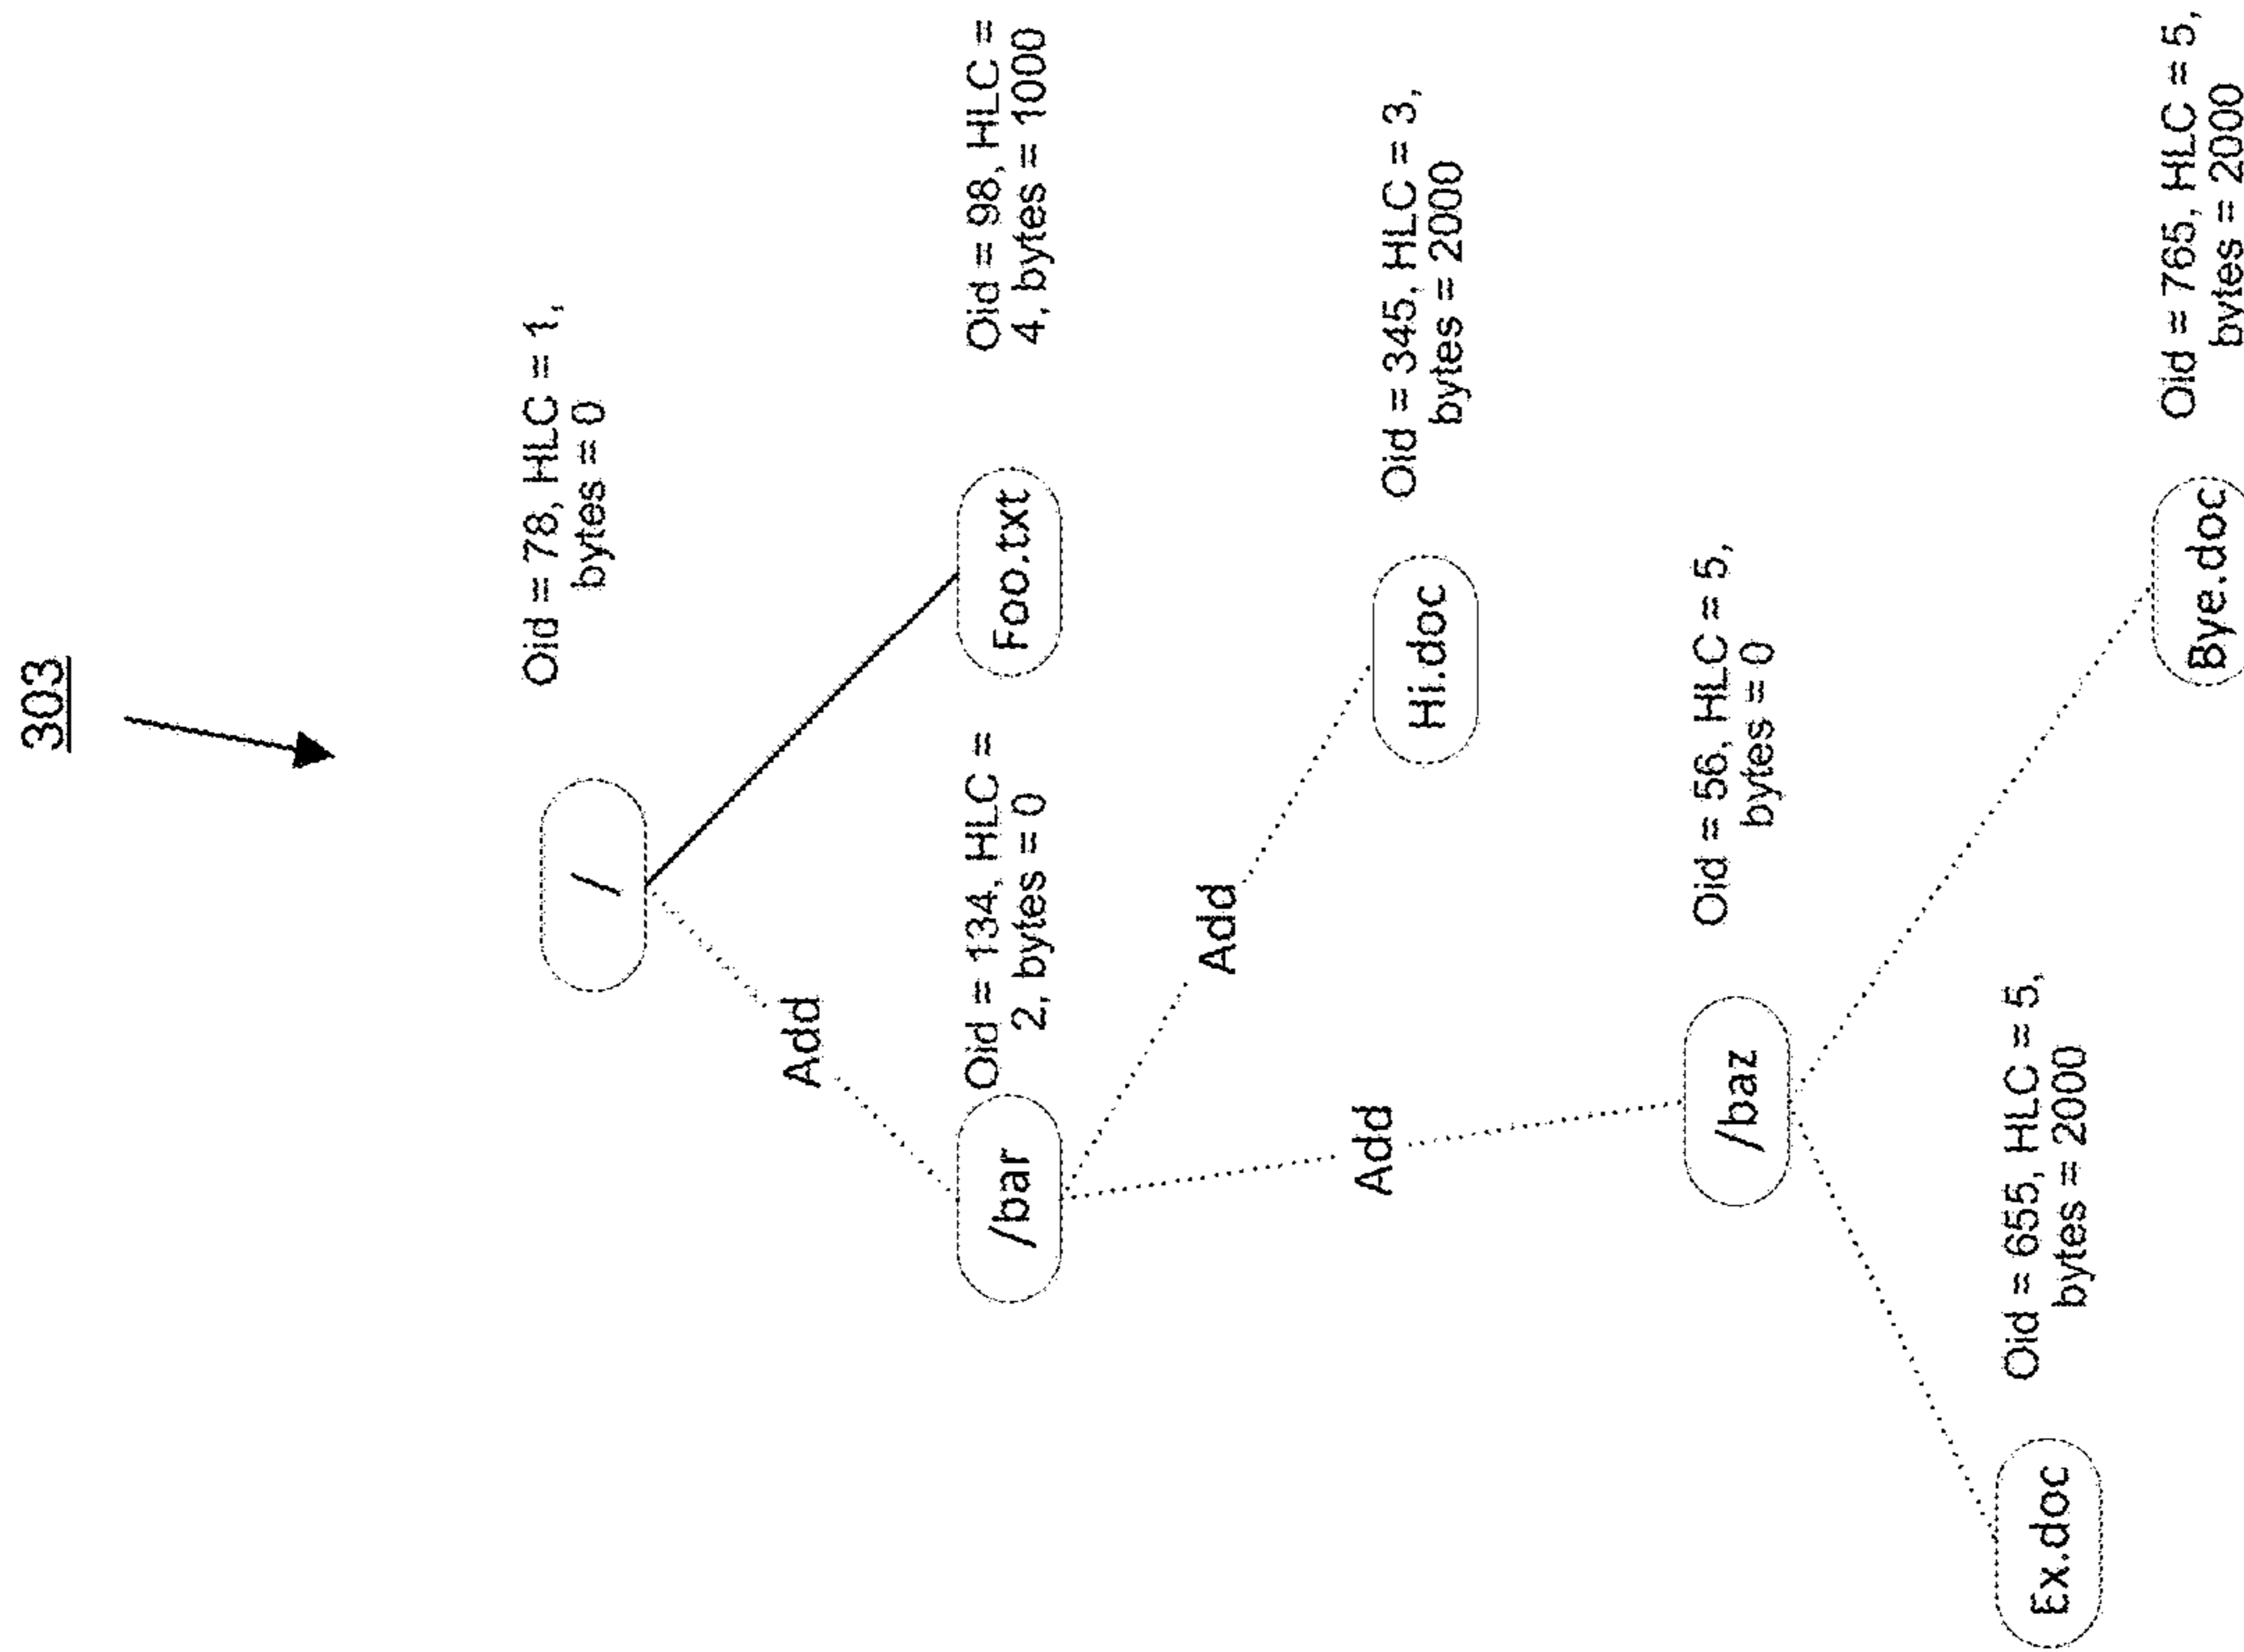 303
/
Oid = 78, HLC = 1,
bytes = 0
Add
/bar
Oid = 134, HLC =
2, bytes = 0
Foo.txt
Oid = 98, HLC =
4, bytes = 1000
Add
Hi.doc
Oid = 345, HLC = 3,
bytes = 2000
Add
/baz
Oid = 56, HLC = 5,
bytes = 0
Ex.doc
Oid = 655, HLC = 5,
bytes = 2000
Bye.doc
Oid = 765, HLC = 5,
bytes = 2000